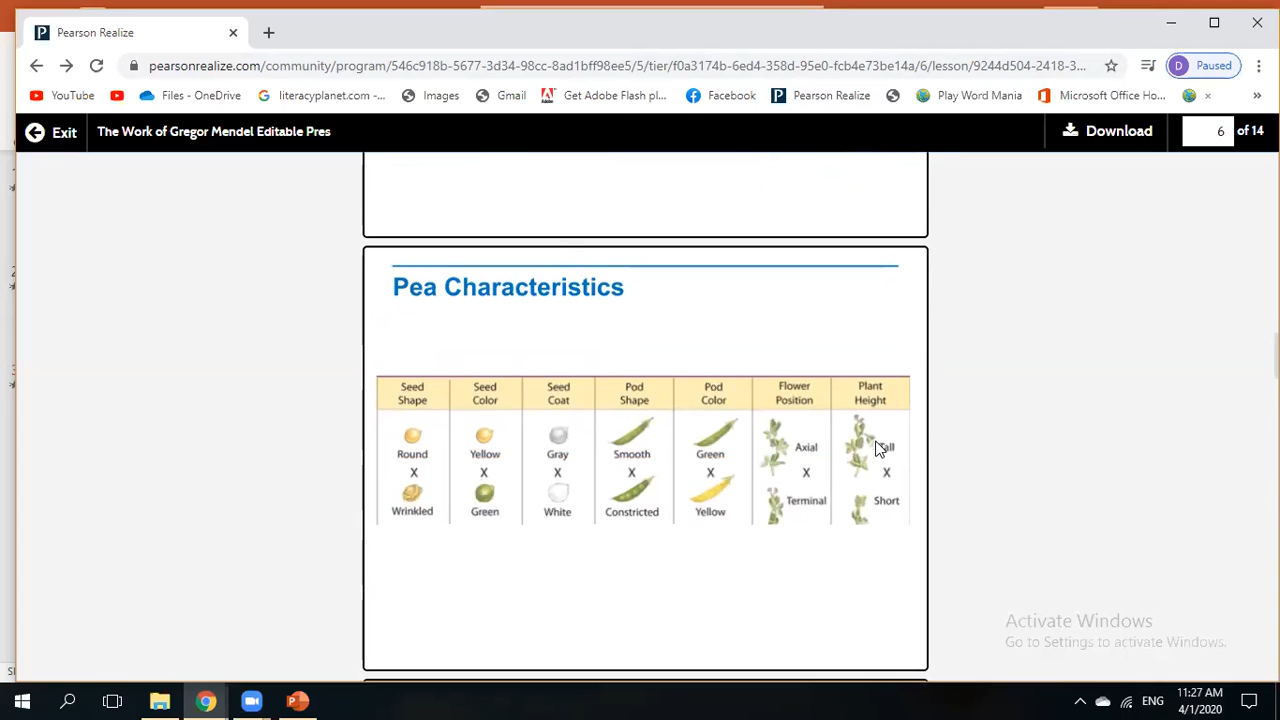 Pearson Realize
pearsonrealize.com/community/program/546c918b-5677-3d34-98cc-8ad1bff98ee5/5/tier/f0a3174b-6ed4-358d-95e0-fcb4e73be14a/6/lesson/9244d504-2418-3...
D Paused
YouTube Files - OneDrive literacyplanet.com -... Images Gmail Get Adobe Flash pl... Facebook Pearson Realize Play Word Mania Microsoft Office Ho...
Exit The Work of Gregor Mendel Editable Pres Download 6 of 14
Pea Characteristics
Seed Seed Seed Pod Pod Flower Plant
Shape Color Coat Shape Color Position Height
Round Yellow Gray Smooth Green Axial
X X X X X X X
Wrinkled Green White Constricted Yellow Terminal Short
Activate Windows
Go to Settings to activate Windows.
ENG
11:27 AM
4/1/2020